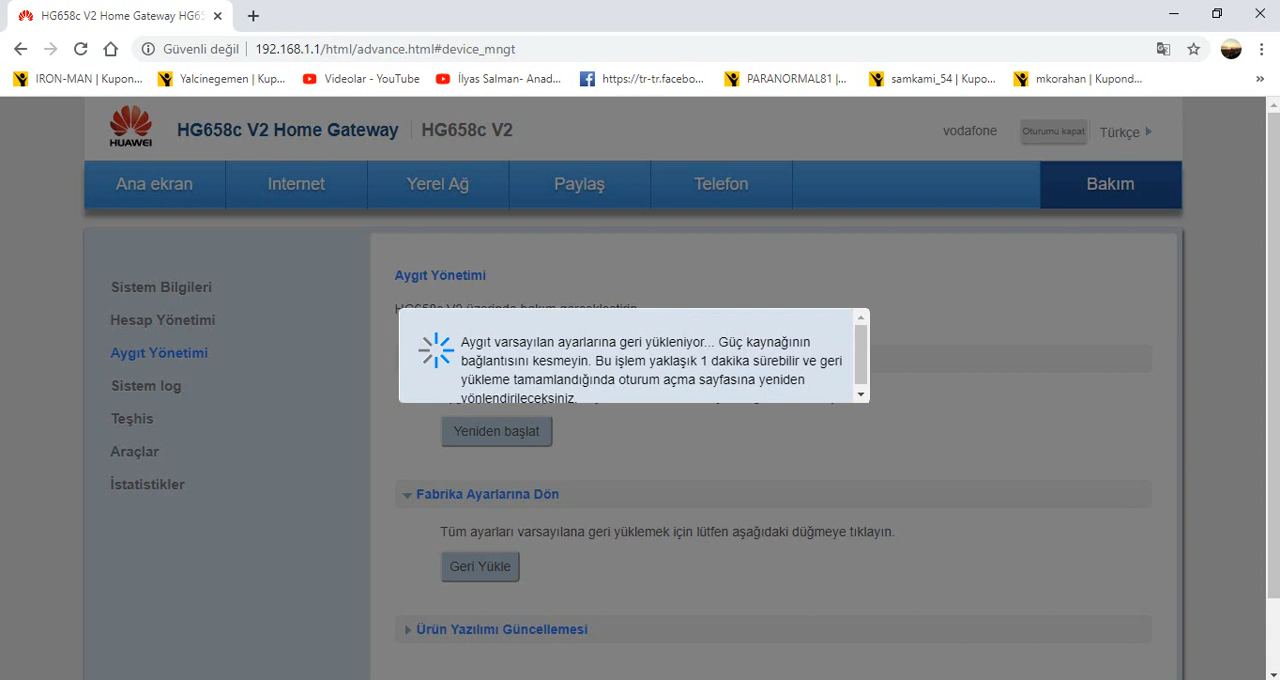 HG658c V2 Home Gateway HG65
Güvenli değil
192.168.1.1/html/advance.html#device_mngt
IRON-MAN | Kupon...
Yalcinegemen | Kup...
Videolar - YouTube
İlyas Salman- Anad...
https://tr-tr.facebo...
PARANORMAL81 |...
samkami_54 | Kupo...
mkorahan | Kupond...
HUAWEI
HG658c V2 Home Gateway
HG658c V2
vodafone
Oturumu kapat
Türkçe
Ana ekran
Internet
Yerel Ağ
Paylaş
Telefon
Bakım
Sistem Bilgileri
Hesap Yönetimi
Aygıt Yönetimi
Sistem log
Teşhis
Araçlar
İstatistikler
Aygıt Yönetimi
HG658c V2 üzerinde bakım gerçekleştirin.
Aygıt varsayılan ayarlarına geri yükleniyor... Güç kaynağının
bağlantısını kesmeyin. Bu işlem yaklaşık 1 dakika sürebilir ve geri
yükleme tamamlandığında oturum açma sayfasına yeniden
yönlendirileceksiniz.
Yeniden başlat
Fabrika Ayarlarına Dön
Tüm ayarları varsayılana geri yüklemek için lütfen aşağıdaki düğmeye tıklayın.
Geri Yükle
Ürün Yazılımı Güncellemesi